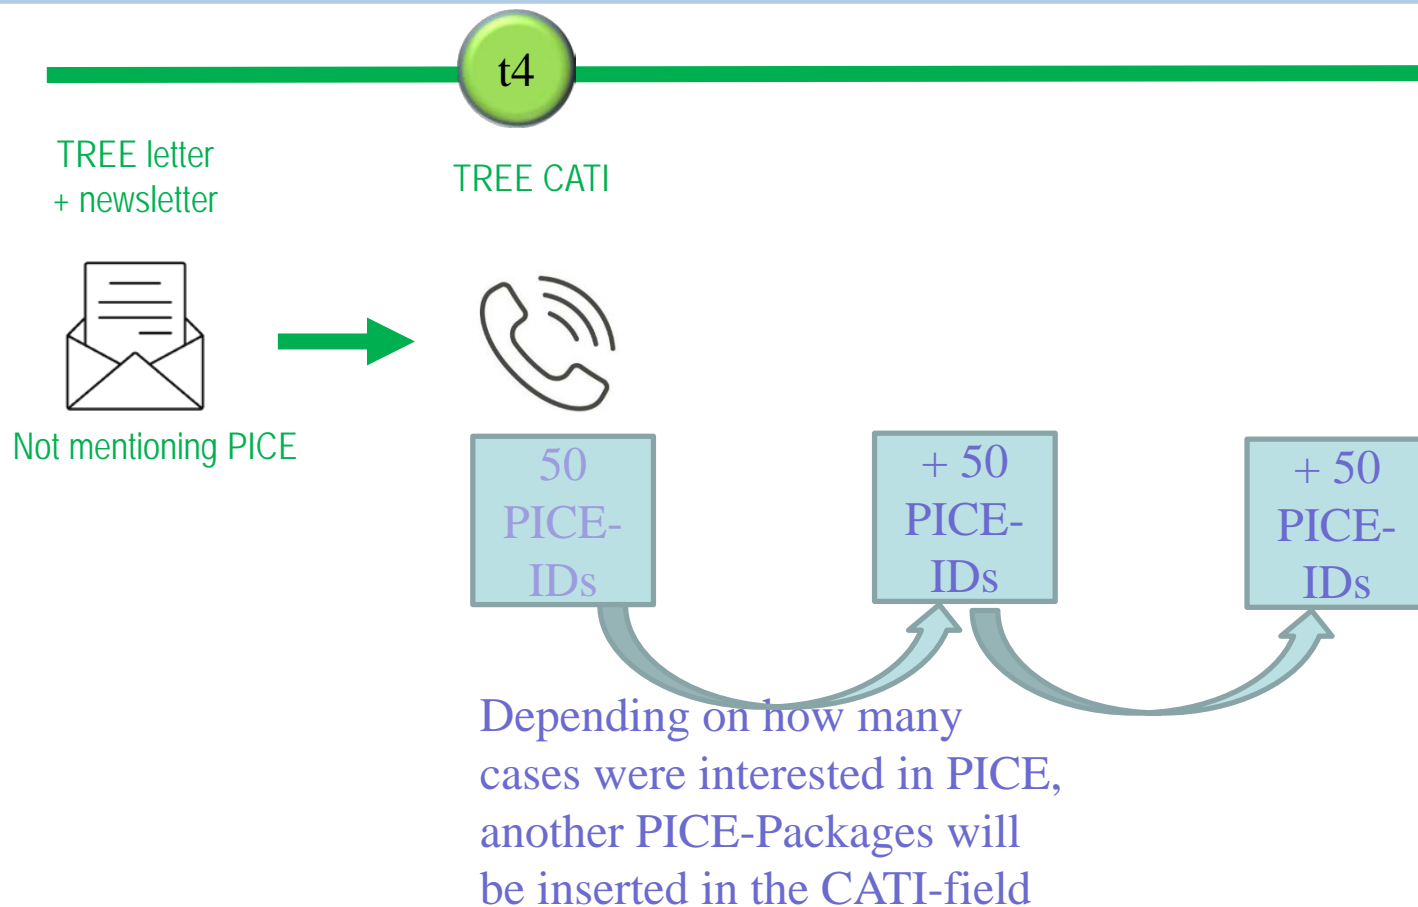 t4
TREE letter
+ newsletter
TREE CATI
Not mentioning PICE
50
PICE-
IDs
+ 50
PICE-
IDs
+ 50
PICE-
IDs
Depending on how many
cases were interested in PICE,
another PICE-Packages will
be inserted in the CATI-field